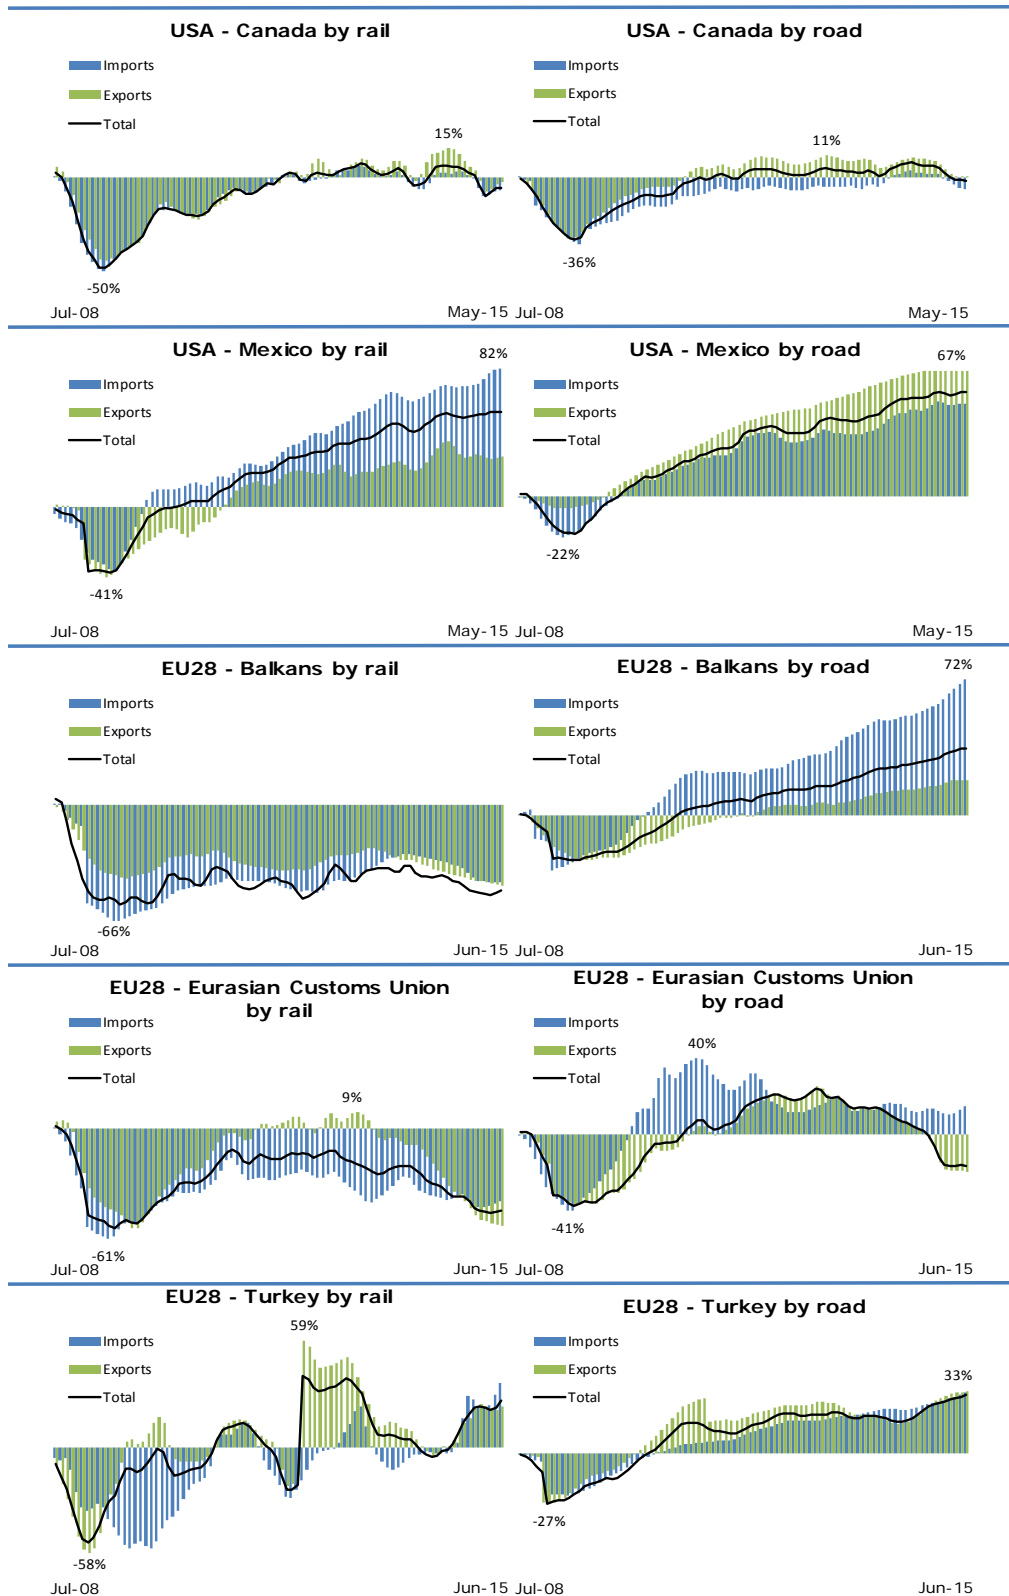 USA - Canada by rail
Imports
Exports
Total
15%
-50%
Jul-08
May-15
USA - Canada by road
Imports
Exports
Total
11%
-36%
Jul-08
May-15
USA - Mexico by rail
82%
Imports
Exports
Total
-41%
Jul-08
May-15
USA - Mexico by road
67%
Imports
Exports
Total
-22%
Jul-08
May-15
EU28 - Balkans by rail
Imports
Exports
Total
-66%
Jul-08
Jun-15
EU28 - Balkans by road
72%
Imports
Exports
Total
Jul-08
Jun-15
EU28 - Eurasian Customs Union
by rail
Imports
Exports
Total
9%
-61%
Jul-08
Jun-15
EU28 - Eurasian Customs Union
by road
Imports
40%
Exports
Total
-41%
Jul-08
Jun-15
EU28 - Turkey by rail
59%
Imports
Exports
Total
-58%
Jul-08
Jun-15
EU28 - Turkey by road
Imports
Exports
33%
Total
-27%
Jul-08
Jun-15